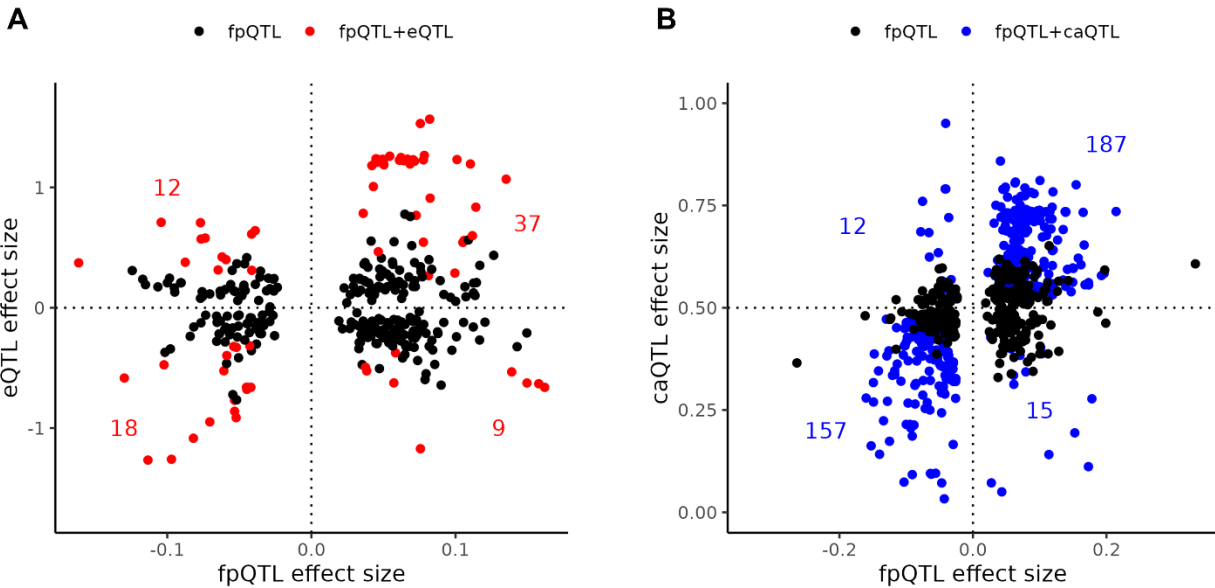 A
fpQTL
fpQTL+eQTL
eQTL effect size
1
0
-1
12
37
18
9
-0.1
0.0
0.1
fpQTL effect size
B
fpQTL
fpQTL+caQTL
caQTL effect size
1.00
0.75
0.50
0.25
0.00
187
12
15
157
-0.2
0.0
0.2
fpQTL effect size